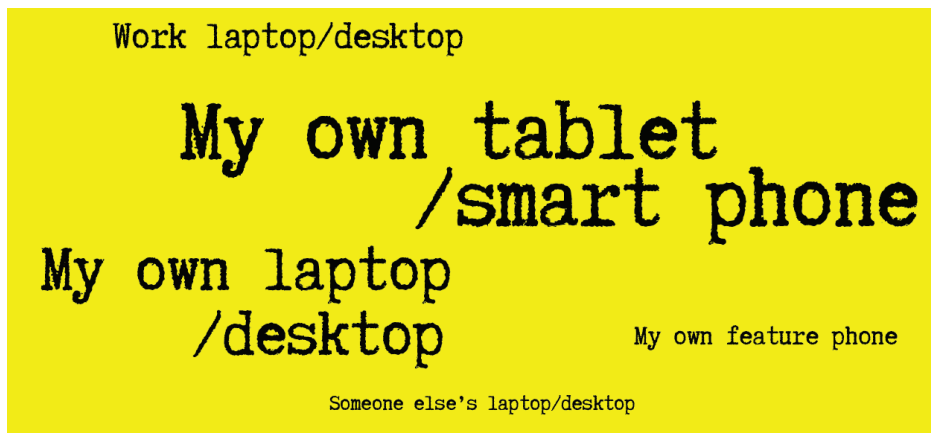 Work laptop/desktop
My own tablet
/smart phone
My own laptop
/desktop
My own feature phone
Someone else's laptop/desktop